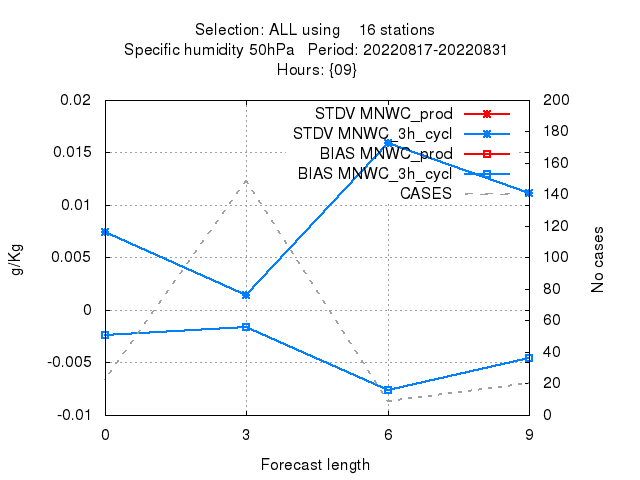 Selection: ALL using 16 stations
Specific humidity 50hPa Period: 20220817-20220831
Hours: {09}
STDV MNWC_prod
STDV MNWC_3h_cycl
BIAS MNWC_prod
BIAS MNWC_3h_cycl
CASES
0.02
0.015
0.01
0.005
0
-0.005
-0.01
g/Kg
200
180
160
140
120
100
80
60
40
20
0
No cases
0 3 6 9
Forecast length